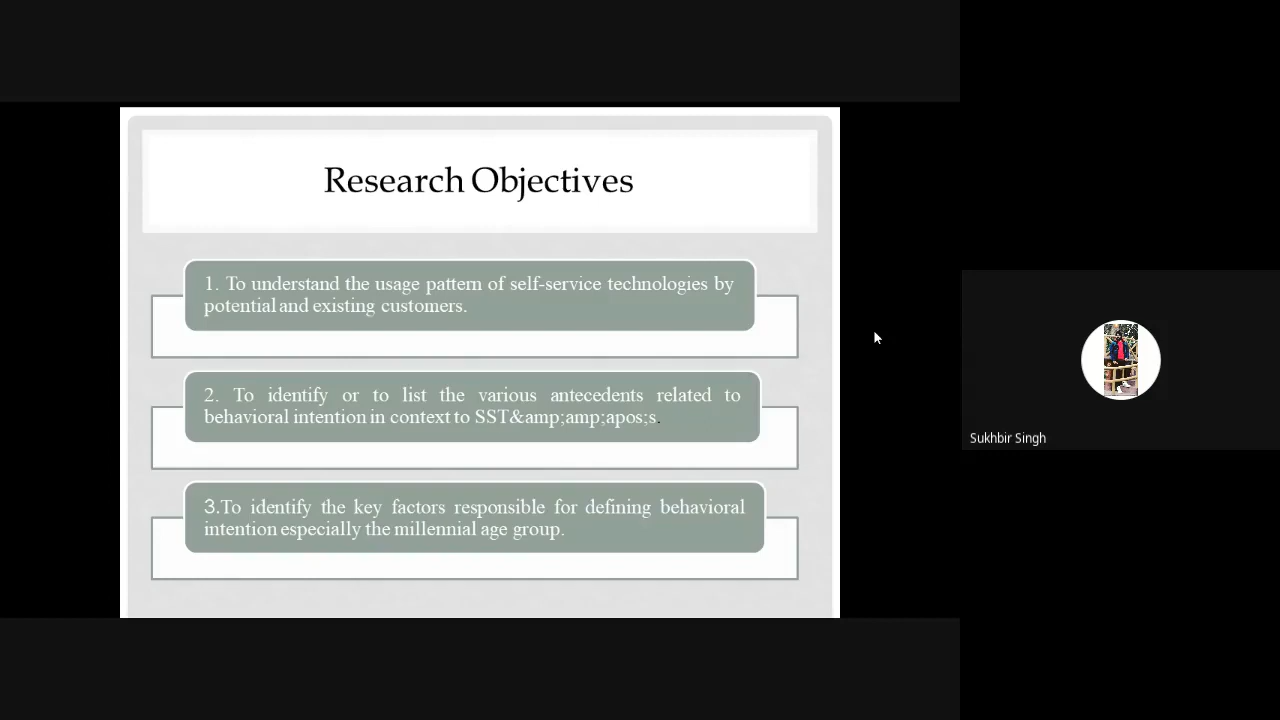 Research Objectives
1. To understand the usage pattern of self-service technologies by
potential and existing customers.
2. To identify or to list the various antecedents related to
behavioral intention in context to SST&amp;amp;apos;s.
3.To identify the key factors responsible for defining behavioral
intention especially the millennial age group.
Sukhbir Singh